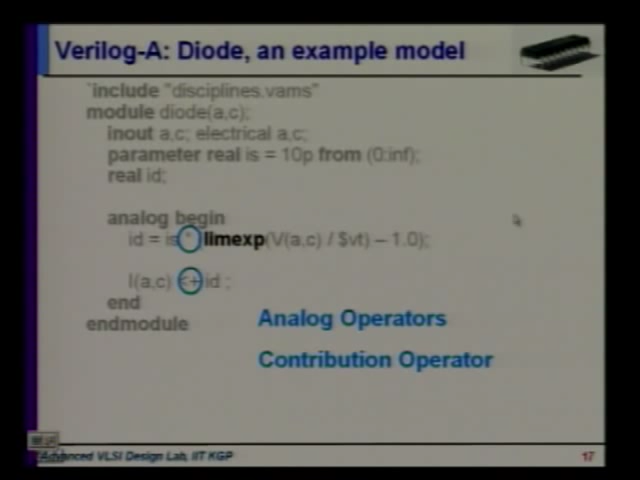 Verilog-A: Diode, an example model
`include "disciplines.vams"
module diode(a,c);
inout a,c; electrical a,c;
parameter real is = 10p from (0:inf);
real id;
analog begin
id = is * limexp(V(a,c) / $vt) – 1.0);
I(a,c) <+ id ;
end
endmodule
Analog Operators
Contribution Operator
Advanced VLSI Design Lab, IIT KGP
17